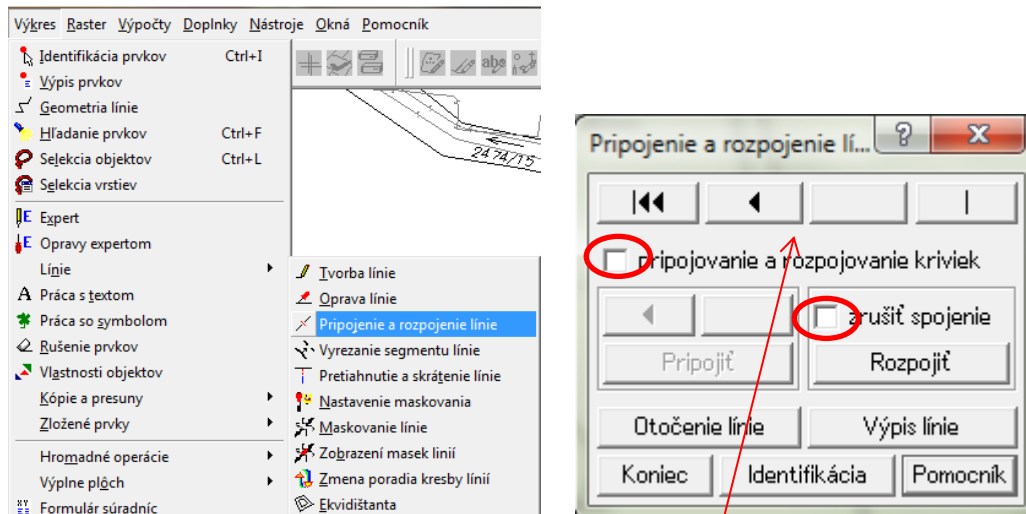 Výkres Raster Výpočty Doplnky Nástroje Okná Pomocník
Identifikácia prvkov Ctrl+I
Výpis prvkov
Geometria línie
Hľadanie prvkov Ctrl+F
Selekcia objektov Ctrl+L
Selekcia vrstiev
Expert
Opravy expertom
Línie
Práca s textom
Práca so symbolom
Rušenie prvkov
Vlastnosti objektov
Kópie a presuny
Zložené prvky
Hromadné operácie
Výplne plôch
Formulár súradníc
abg
2474/15
Tvorba línie
Oprava línie
Pripojenie a rozpojenie línie
Vyrezanie segmentu línie
Pretiahnutie a skrátenie línie
Nastavenie maskovania
Maskovanie línie
Zobrazení masek linií
Zmena poradia kresby línií
Ekvidištanta
Pripojenie a rozpojenie lí...
pripojovanie a rozpojovanie kriviek
zrušiť spojenie
Pripojiť Rozpojiť
Otočenie línie Výpis línie
Koniec Identifikácia Pomocník